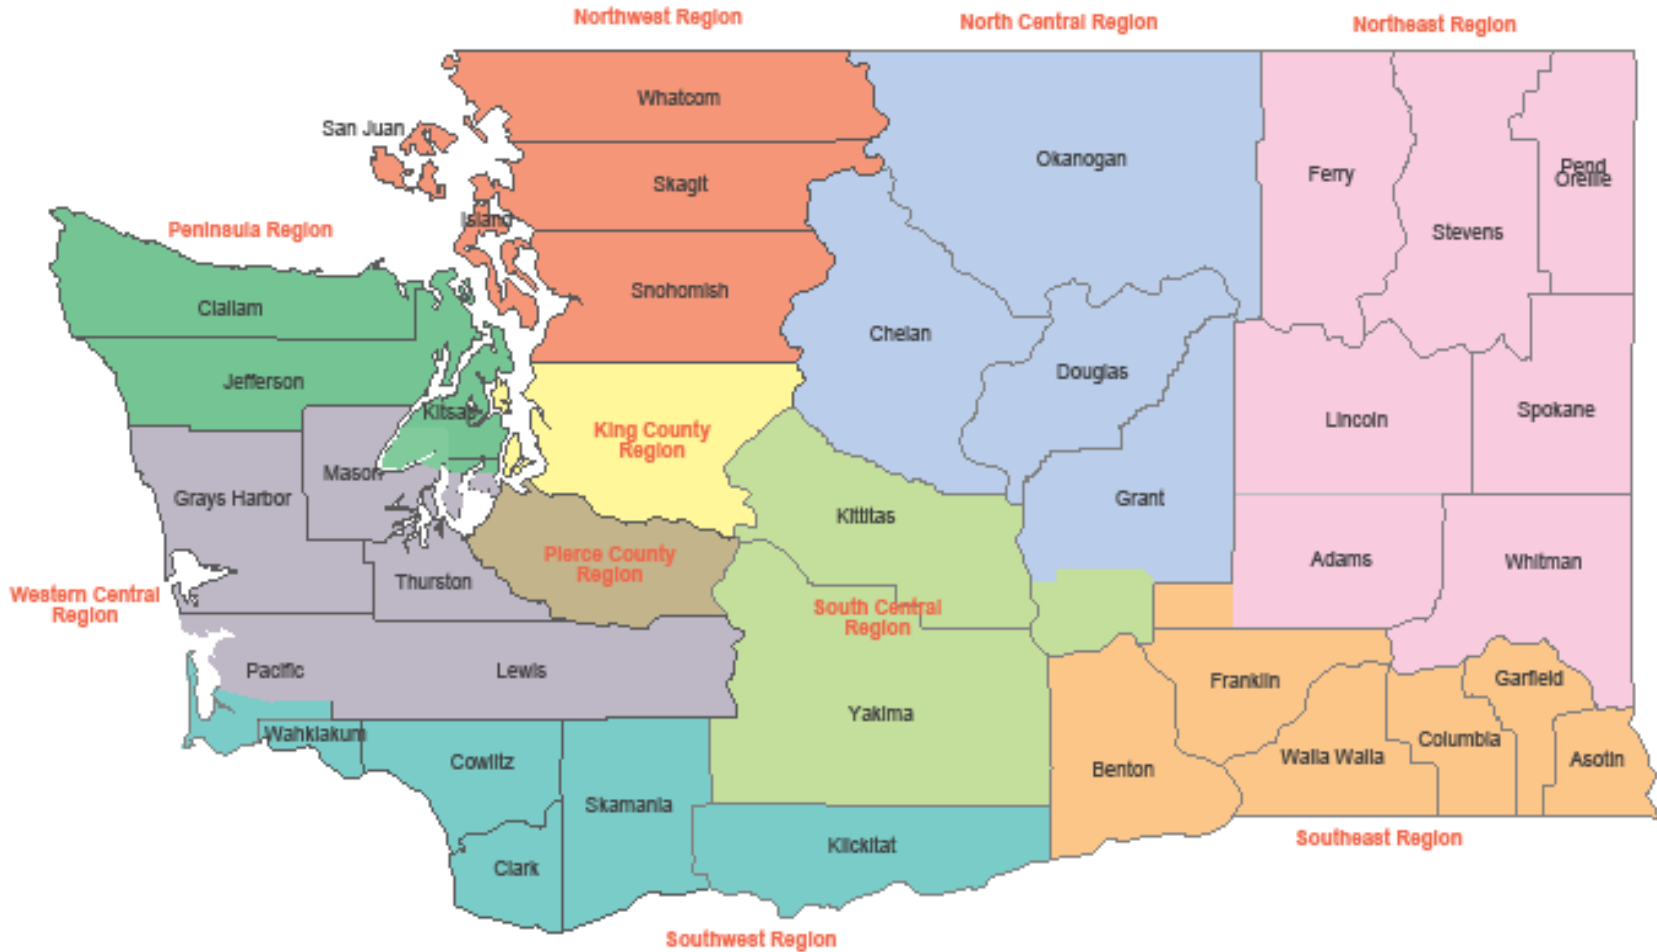 Northwest Region
North Central Region
Northeast Region
Whatcom
San Juan
Okanogan
Skagit
Ferry
Pend
Oreille
Island
Peninsula Region
Stevens
Snohomish
Clallam
Chelan
Douglas
Jefferson
Kitsap
Lincoln
Spokane
King County
Region
Mason
Grays Harbor
Grant
Kittitas
Pierce County
Region
Adams
Whitman
Thurston
Western Central
Region
South Central
Region
Pacific
Lewis
Franklin
Garfield
Yakima
Wahkiakum
Columbia
Cowlitz
Walla Walla
Asotin
Benton
Skamania
Southeast Region
Klickitat
Clark
Southwest Region